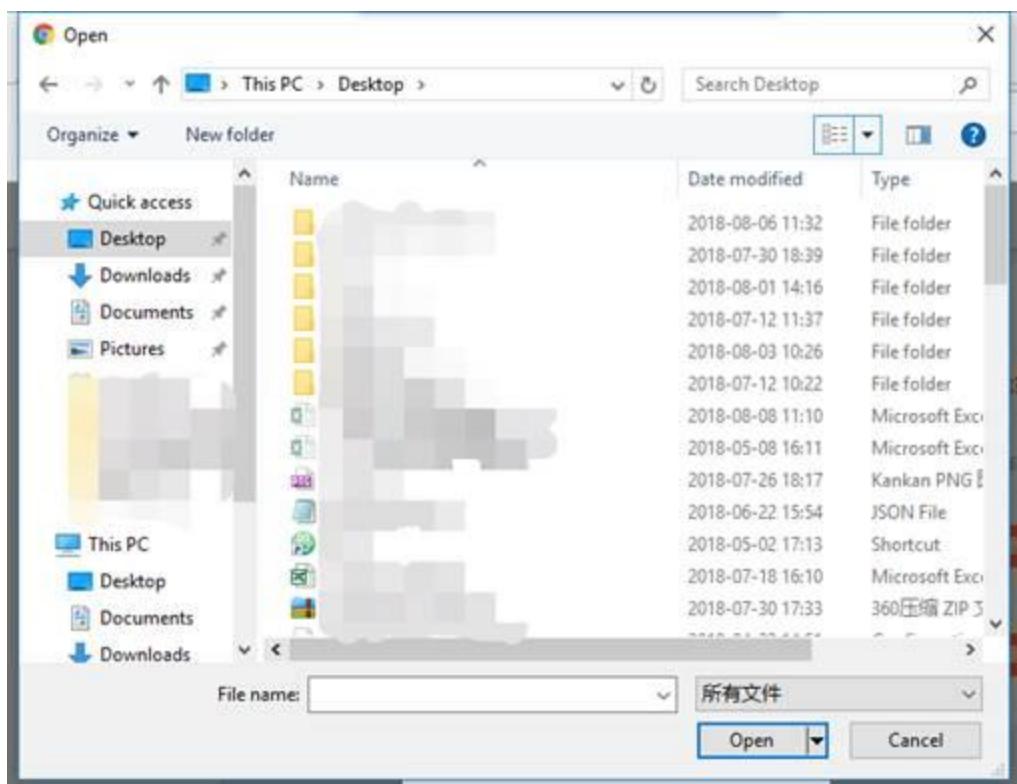 Open
This PC > Desktop >
Search Desktop
Organize
New folder
Name Date modified Type
Quick access
Desktop
Downloads
Documents
Pictures
This PC
Desktop
Documents
Downloads
2018-08-06 11:32 File folder
2018-07-30 18:39 File folder
2018-08-01 14:16 File folder
2018-07-12 11:37 File folder
2018-08-03 10:26 File folder
2018-07-12 10:22 File folder
2018-08-08 11:10 Microsoft Exc
2018-05-08 16:11 Microsoft Exc
2018-07-26 18:17 Kankan PNG
2018-06-22 15:54 JSON File
2018-05-02 17:13 Shortcut
2018-07-18 16:10 Microsoft Exc
2018-07-30 17:33 360压缩 ZIP
File name:
所有文件
Open
Cancel